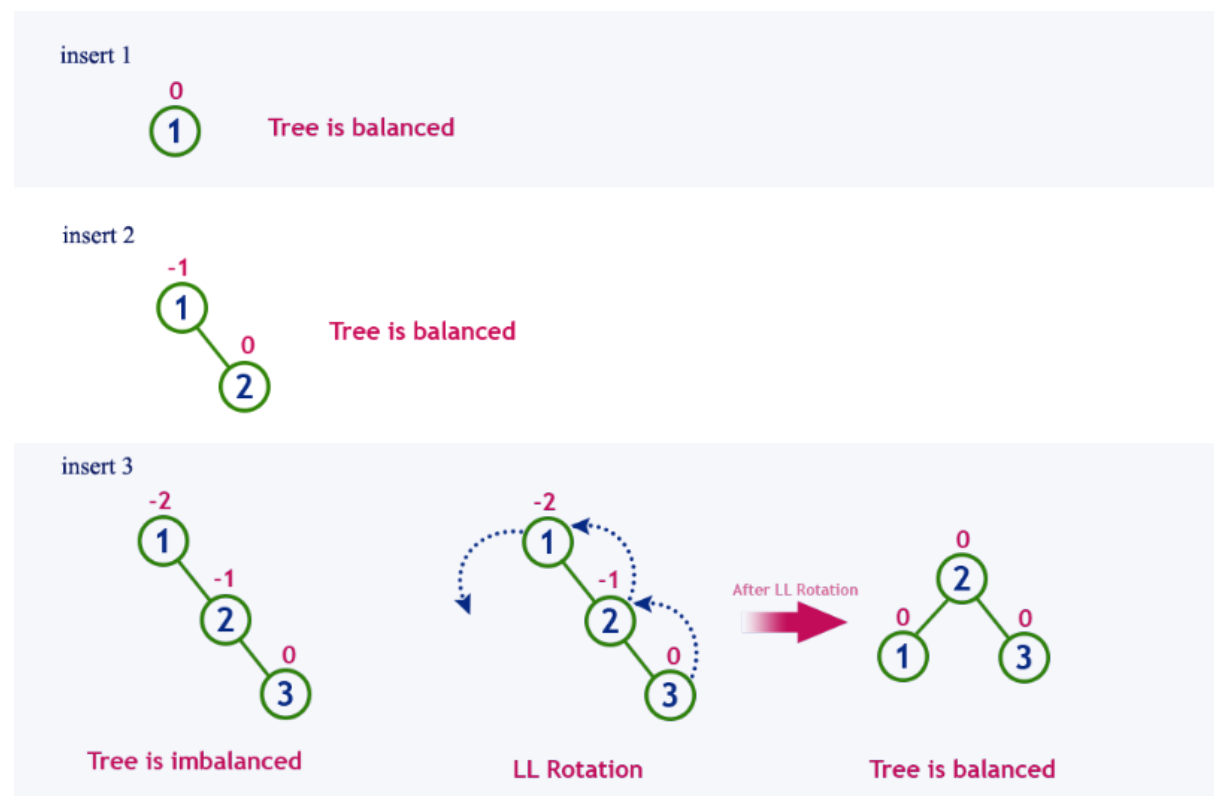 insert 1
0
1
Tree is balanced
insert 2
-1
1
0
2
Tree is balanced
insert 3
-2
1
-1
2
0
3
Tree is imbalanced
-2
1
-1
2
0
3
LL Rotation
After LL Rotation
0
2
0
1
0
3
Tree is balanced